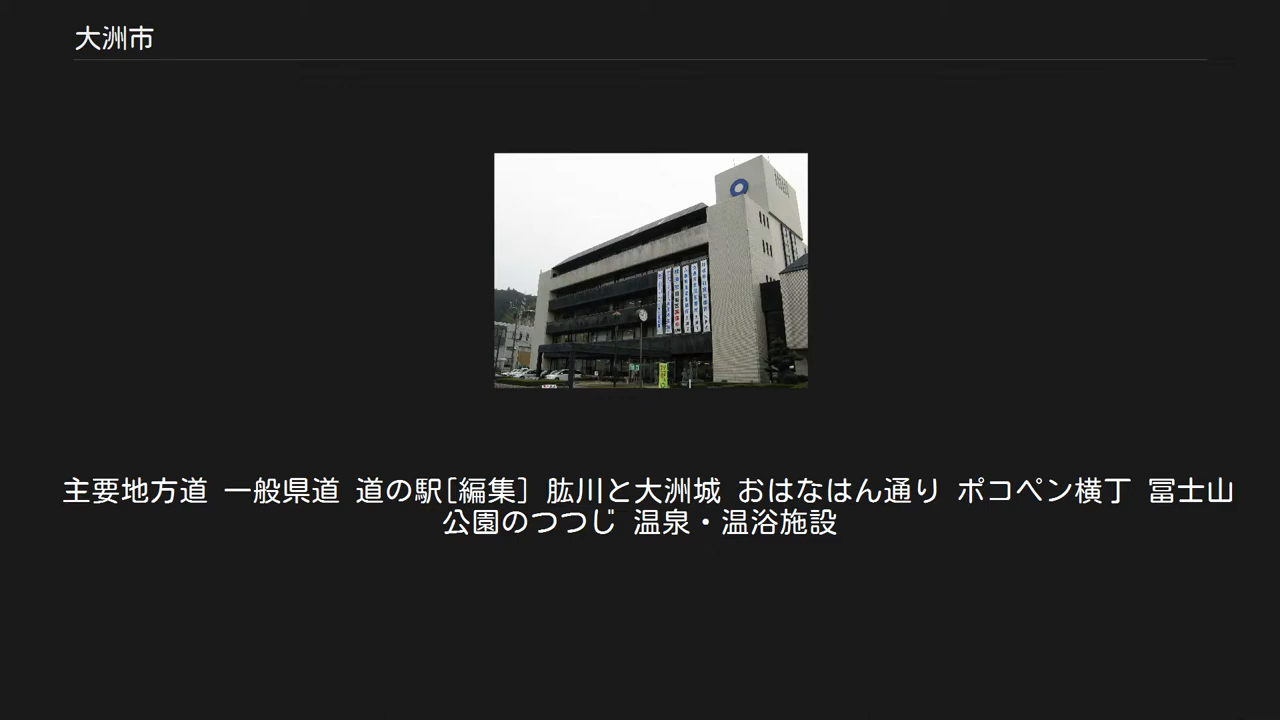 大洲市
主要地方道 一般県道 道の駅[編集] 肱川と大洲城 おはなはん通り ポコペン横丁 冨士山
公園のつつじ 温泉・温浴施設